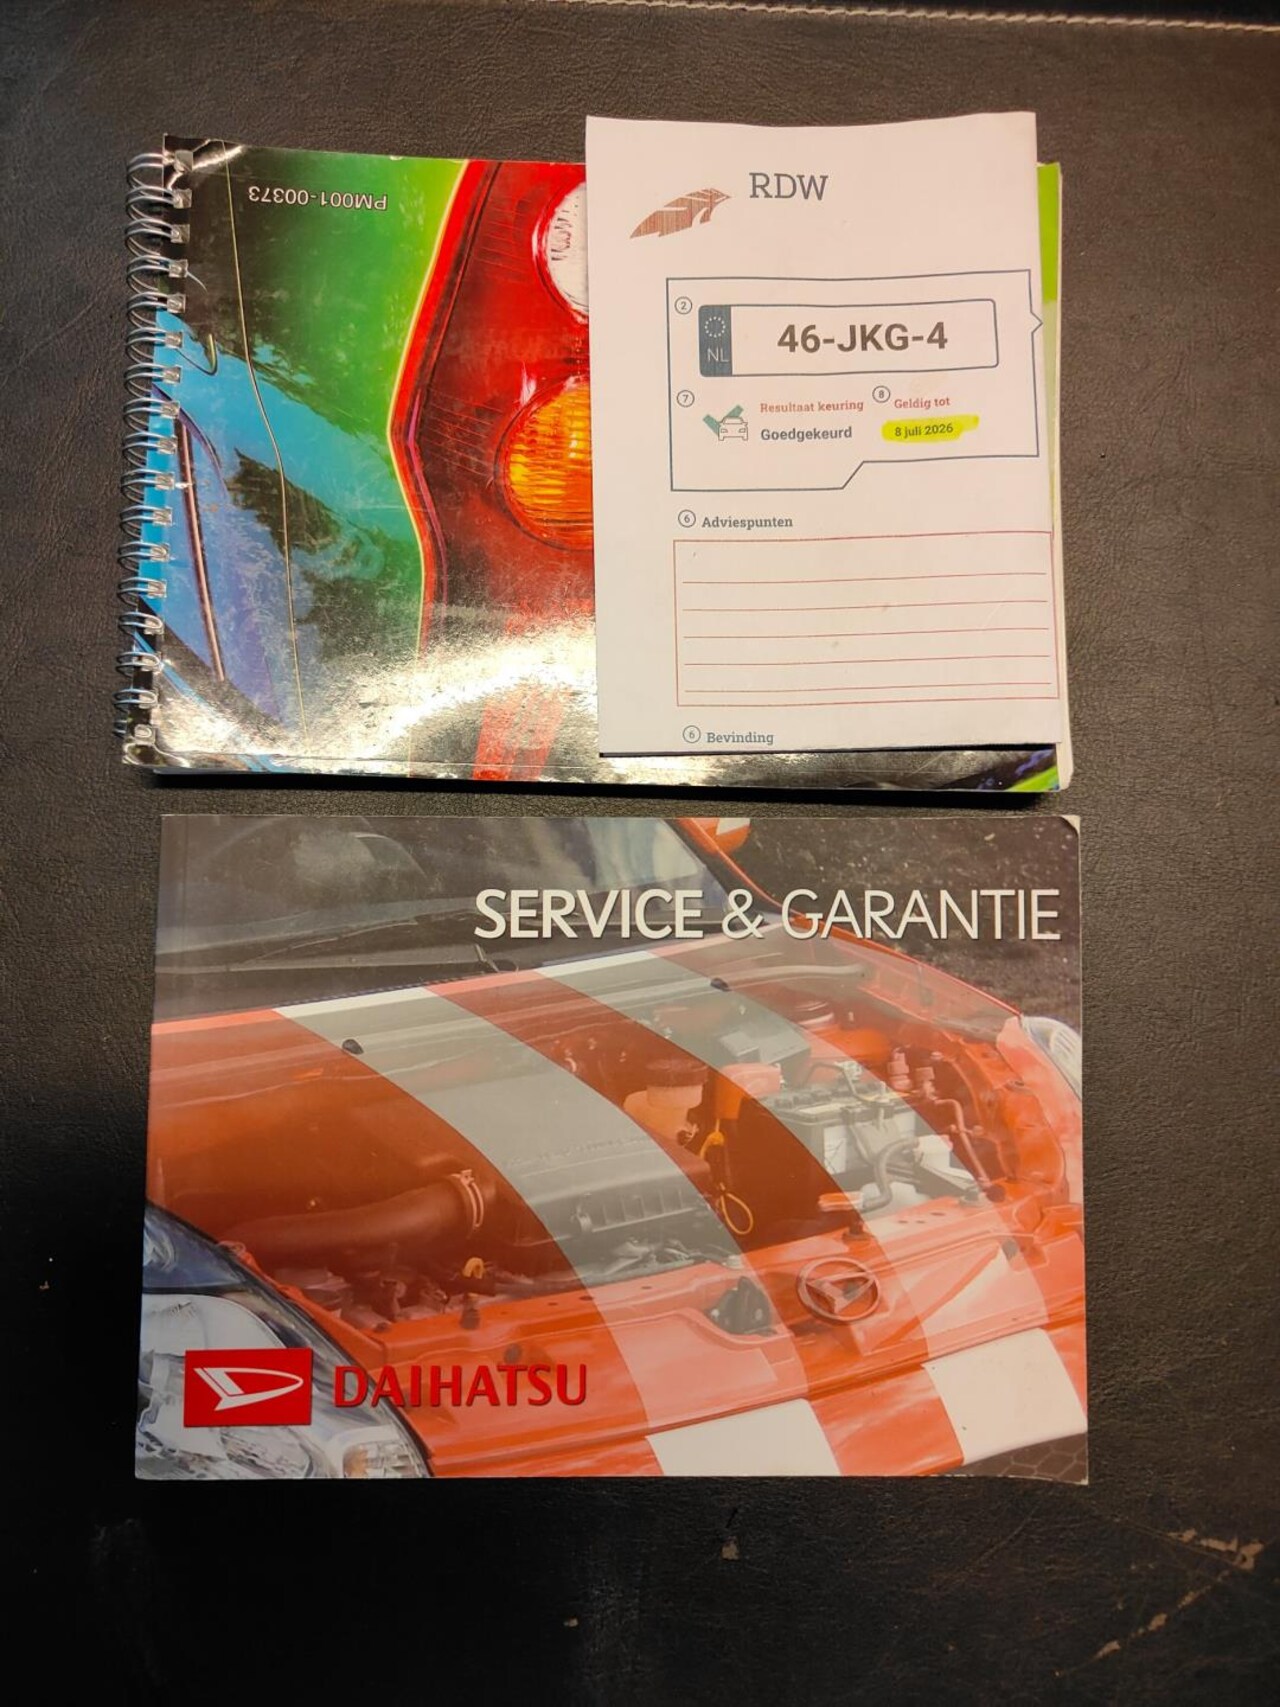 PM001-00373
RDW
2
NL
46-JKG-4
7
Resultaat keuring
8
Geldig tot
Goedgekeurd
8 juli 2026
6 Adviespunten
6 Bevinding
SERVICE & GARANTIE
DAIHATSU